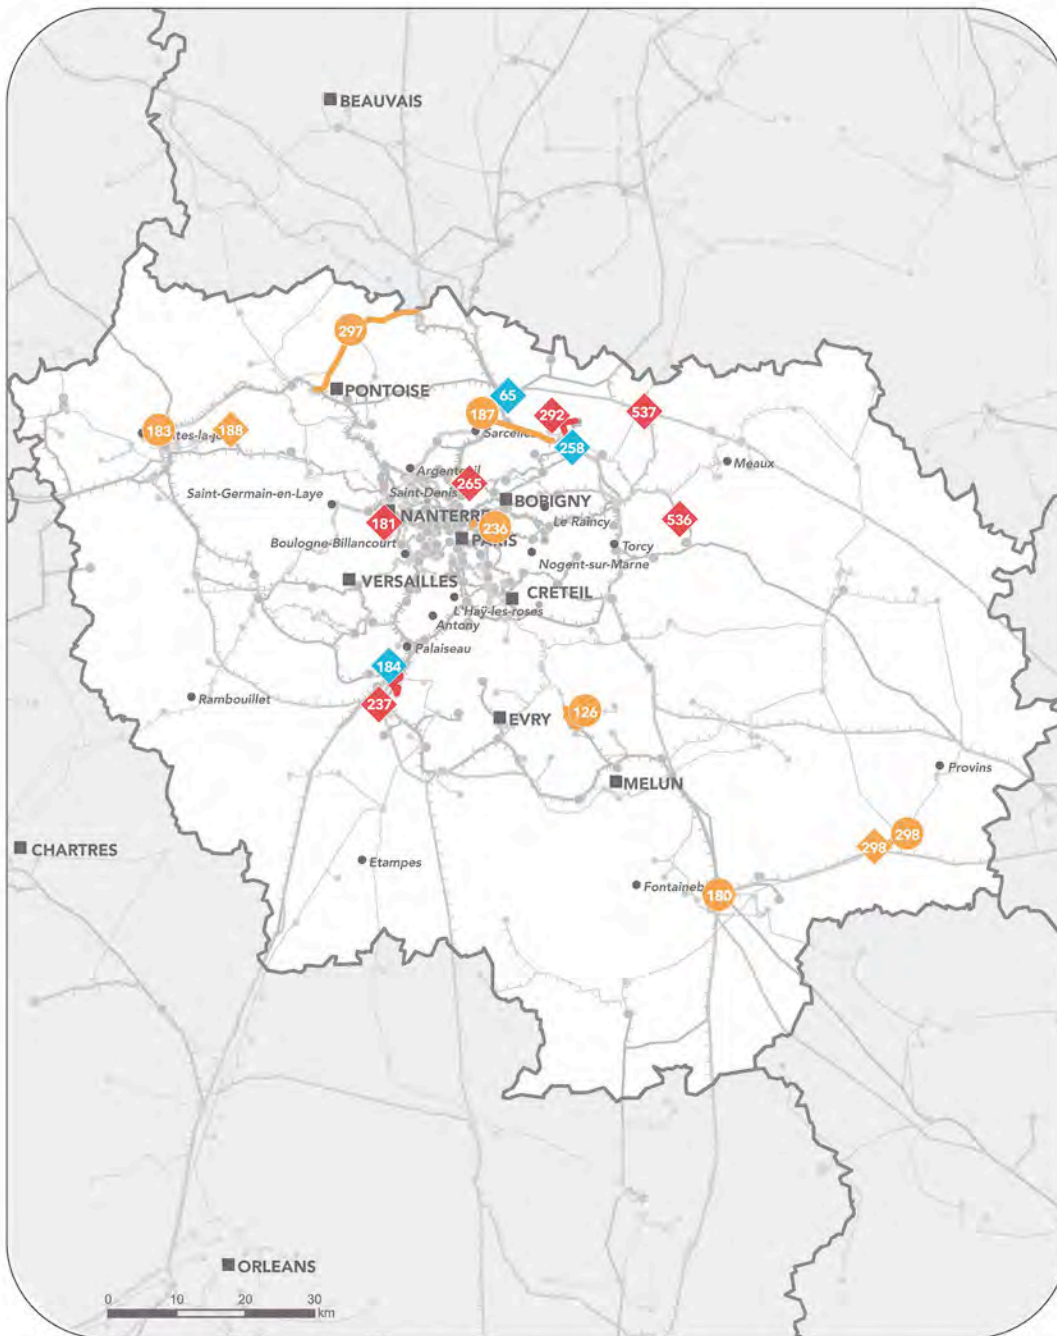 BEAUVAIS
297
PONTOISE
65
187
292
537
183
188
258
Meaux
265
Saint-Germain-en-Laye
Saint-Denis
BOBIGNY
NANTERRE
181
236
Le Raincy
536
PARIS
Boulogne-Billancourt
Torcy
Nogent-sur-Marne
VERSAILLES
CRETEIL
L'Haÿ-les-roses
Antony
Palaiseau
184
Rambouillet
237
EVRY
126
Provins
MELUN
298
298
CHARTRES
Etampes
180
ORLEANS
0 10 20 30
km